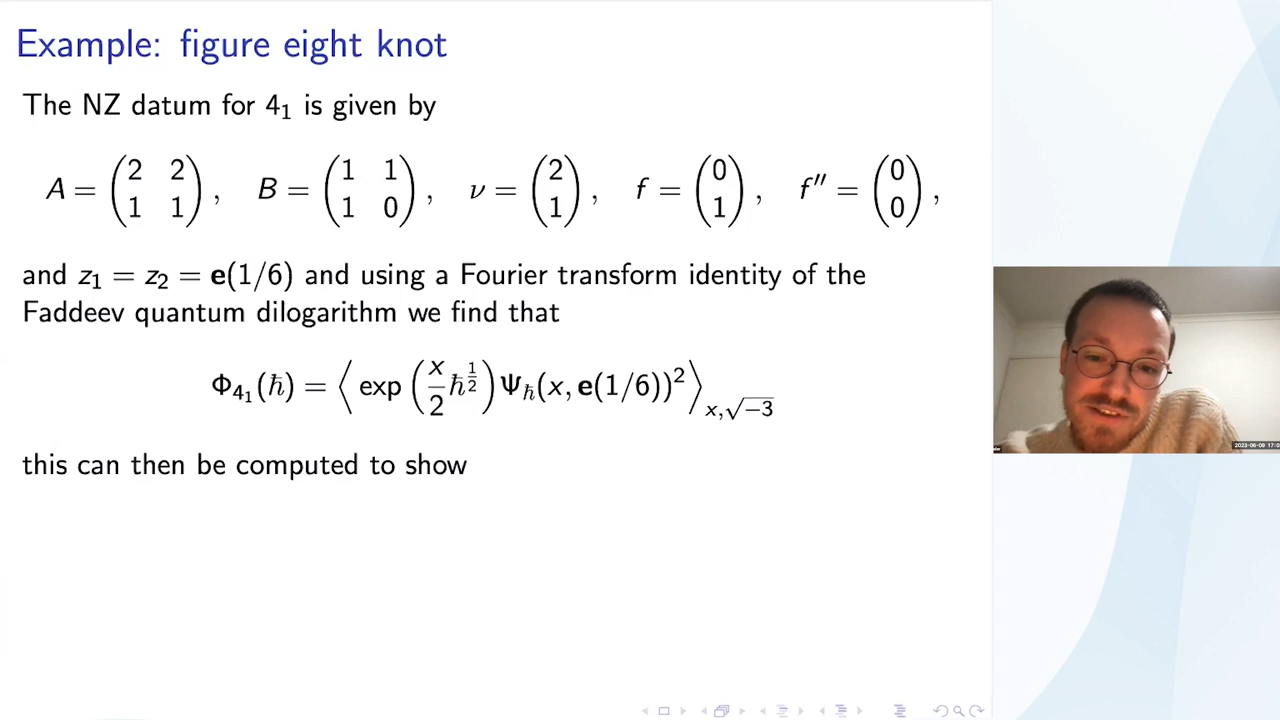 Example: figure eight knot
The NZ datum for 4₁ is given by
A = (2 2; 1 1), B = (1 1; 1 0), ν = (2; 1), f = (0; 1), f″ = (0; 0),
and z₁ = z₂ = e(1/6) and using a Fourier transform identity of the
Faddeev quantum dilogarithm we find that
Φ₄₁(ℏ) = ⟨ exp( x/2 ℏ^{1/2} ) Ψ_ℏ(x, e(1/6))² ⟩_{x,√−3}
this can then be computed to show